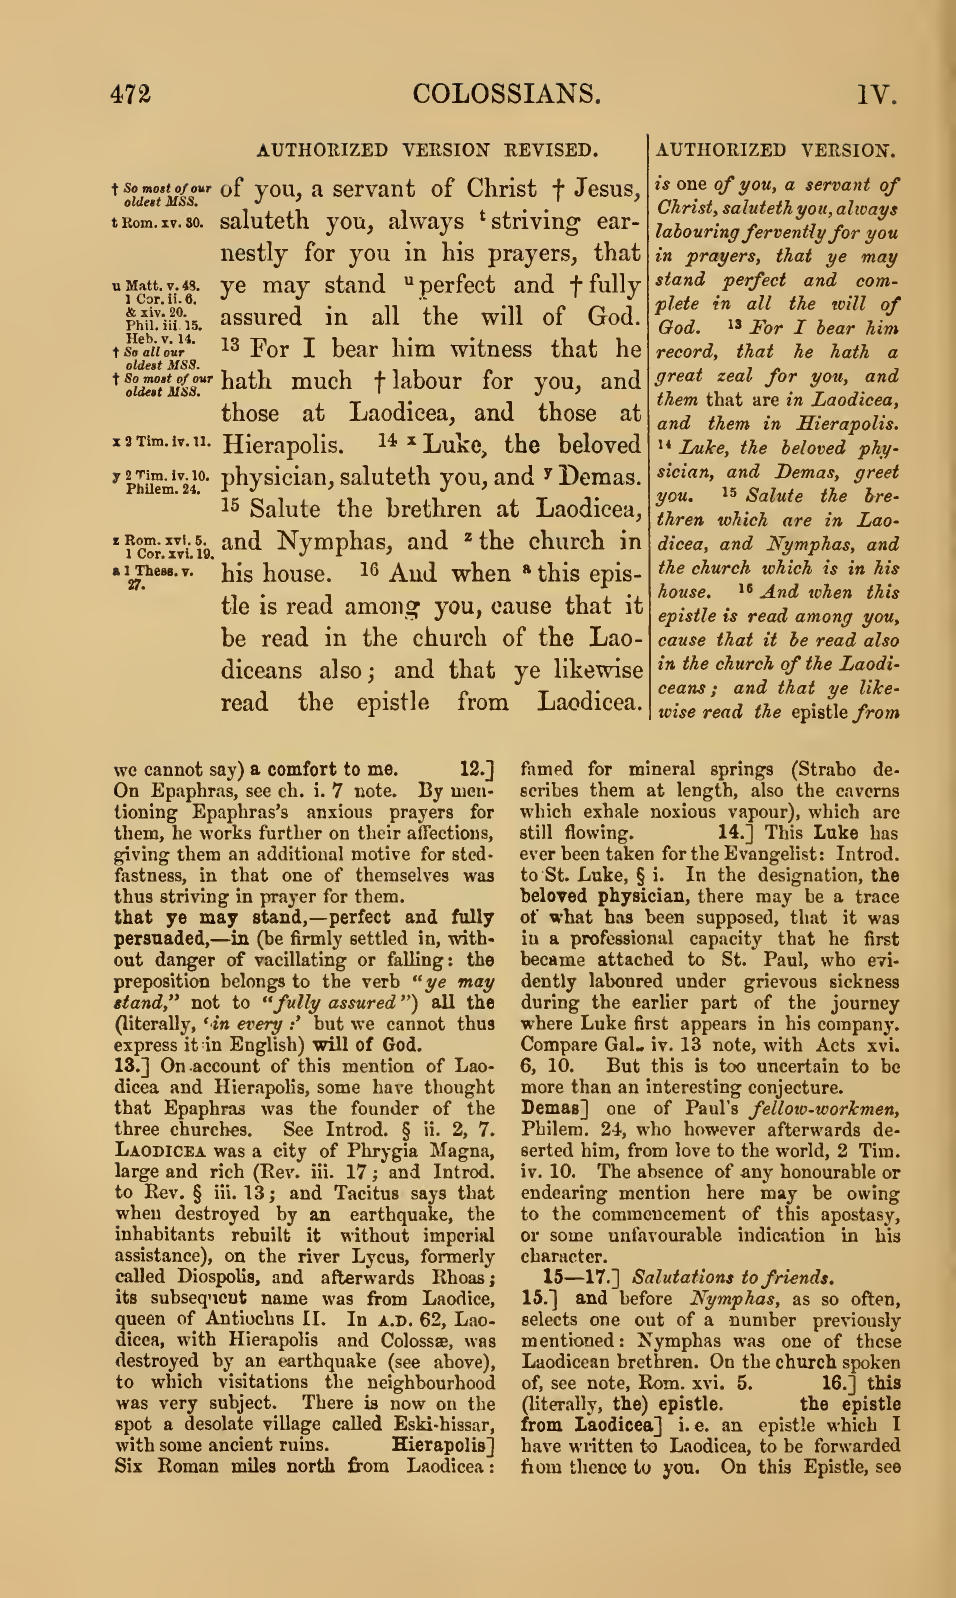 472
COLOSSIANS.
IV.
AUTHORIZED VERSION REVISED.
† So most of our
oldest MSS.
t Rom. xv. 30.
u Matt. v. 48.
1 Cor. ii. 6.
& xiv. 20.
Phil. iii. 15.
Heb. v. 14.
† So all our
oldest MSS.
† So most of our
oldest MSS.
x 2 Tim. iv. 11.
y 2 Tim. iv. 10.
Philem. 24.
z Rom. xvi. 5.
1 Cor. xvi. 19.
a 1 Thess. v.
27.
of you, a servant of Christ † Jesus,
saluteth you, always t striving ear-
nestly for you in his prayers, that
ye may stand u perfect and † fully
assured in all the will of God.
13 For I bear him witness that he
hath much † labour for you, and
those at Laodicea, and those at
Hierapolis. 14 x Luke, the beloved
physician, saluteth you, and y Demas.
15 Salute the brethren at Laodicea,
and Nymphas, and z the church in
his house. 16 And when a this epis-
tle is read among you, cause that it
be read in the church of the Lao-
diceans also; and that ye likewise
read the epistle from Laodicea.
AUTHORIZED VERSION.
is one of you, a servant of
Christ, saluteth you, always
labouring fervently for you
in prayers, that ye may
stand perfect and com-
plete in all the will of
God. 13 For I bear him
record, that he hath a
great zeal for you, and
them that are in Laodicea,
and them in Hierapolis.
14 Luke, the beloved phy-
sician, and Demas, greet
you. 15 Salute the bre-
thren which are in Lao-
dicea, and Nymphas, and
the church which is in his
house. 16 And when this
epistle is read among you,
cause that it be read also
in the church of the Laodi-
ceans; and that ye like-
wise read the epistle from
we cannot say) a comfort to me. 12.]
On Epaphras, see ch. i. 7 note. By men-
tioning Epaphras's anxious prayers for
them, he works further on their affections,
giving them an additional motive for sted-
fastness, in that one of themselves was
thus striving in prayer for them.
that ye may stand,—perfect and fully
persuaded,—in (be firmly settled in, with-
out danger of vacillating or falling: the
preposition belongs to the verb "ye may
stand," not to "fully assured") all the
(literally, 'in every:' but we cannot thus
express it in English) will of God.
13.] On account of this mention of Lao-
dicea and Hierapolis, some have thought
that Epaphras was the founder of the
three churches. See Introd. § ii. 2, 7.
LAODICEA was a city of Phrygia Magna,
large and rich (Rev. iii. 17; and Introd.
to Rev. § iii. 13; and Tacitus says that
when destroyed by an earthquake, the
inhabitants rebuilt it without imperial
assistance), on the river Lycus, formerly
called Diospolis, and afterwards Rhoas;
its subsequent name was from Laodice,
queen of Antiochus II. In A.D. 62, Lao-
dicea, with Hierapolis and Colossæ, was
destroyed by an earthquake (see above),
to which visitations the neighbourhood
was very subject. There is now on the
spot a desolate village called Eski-hissar,
with some ancient ruins. Hierapolis]
Six Roman miles north from Laodicea:
famed for mineral springs (Strabo de-
scribes them at length, also the caverns
which exhale noxious vapour), which are
still flowing. 14.] This Luke has
ever been taken for the Evangelist: Introd.
to St. Luke, § i. In the designation, the
beloved physician, there may be a trace
of what has been supposed, that it was
in a professional capacity that he first
became attached to St. Paul, who evi-
dently laboured under grievous sickness
during the earlier part of the journey
where Luke first appears in his company.
Compare Gal. iv. 13 note, with Acts xvi.
6, 10. But this is too uncertain to be
more than an interesting conjecture.
Demas] one of Paul's fellow-workmen,
Philem. 24, who however afterwards de-
serted him, from love to the world, 2 Tim.
iv. 10. The absence of any honourable or
endearing mention here may be owing
to the commencement of this apostasy,
or some unfavourable indication in his
character.
15—17.] Salutations to friends.
15.] and before Nymphas, as so often,
selects one out of a number previously
mentioned: Nymphas was one of these
Laodicean brethren. On the church spoken
of, see note, Rom. xvi. 5. 16.] this
(literally, the) epistle. the epistle
from Laodicea] i. e. an epistle which I
have written to Laodicea, to be forwarded
from thence to you. On this Epistle, see